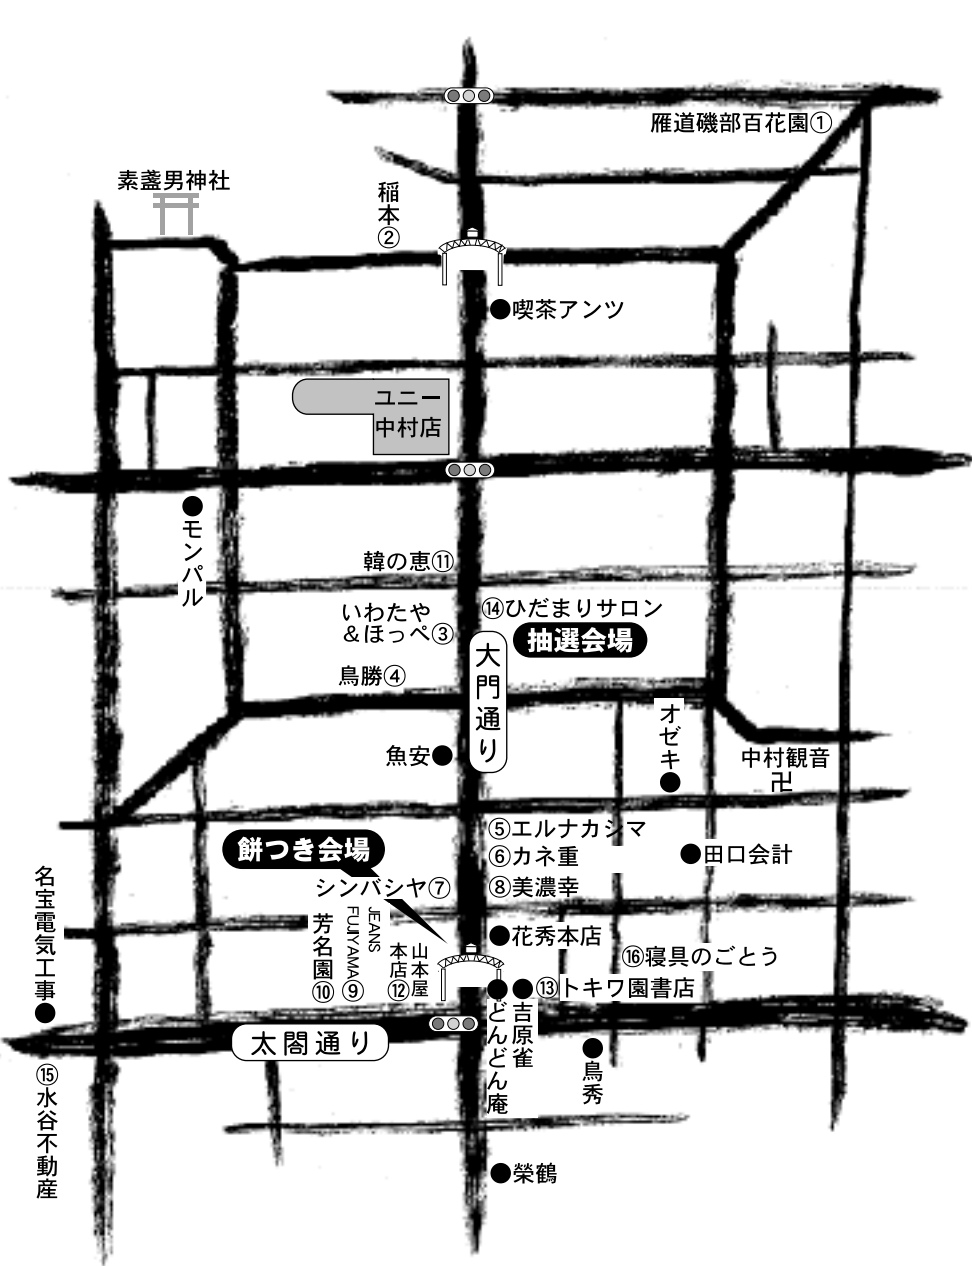 雁道磯部百花園①
素盞男神社
稲本②
喫茶アンツ
ユニー
中村店
モンパル
韓の恵⑪
⑭ひだまりサロン
いわたや
＆ほっぺ③
抽選会場
大門通り
鳥勝④
オゼキ
魚安
中村観音
卍
⑤エルナカシマ
餅つき会場
⑥カネ重
田口会計
シンバシヤ⑦
⑧美濃幸
名宝電気工事
芳名園⑩
JEANS
FUJIYAMA⑨
山本屋
本店⑫
花秀本店
⑯寝具のごとう
⑬トキワ園書店
どんどん庵
吉原雀
太閤通り
鳥秀
⑮水谷不動産
榮鶴